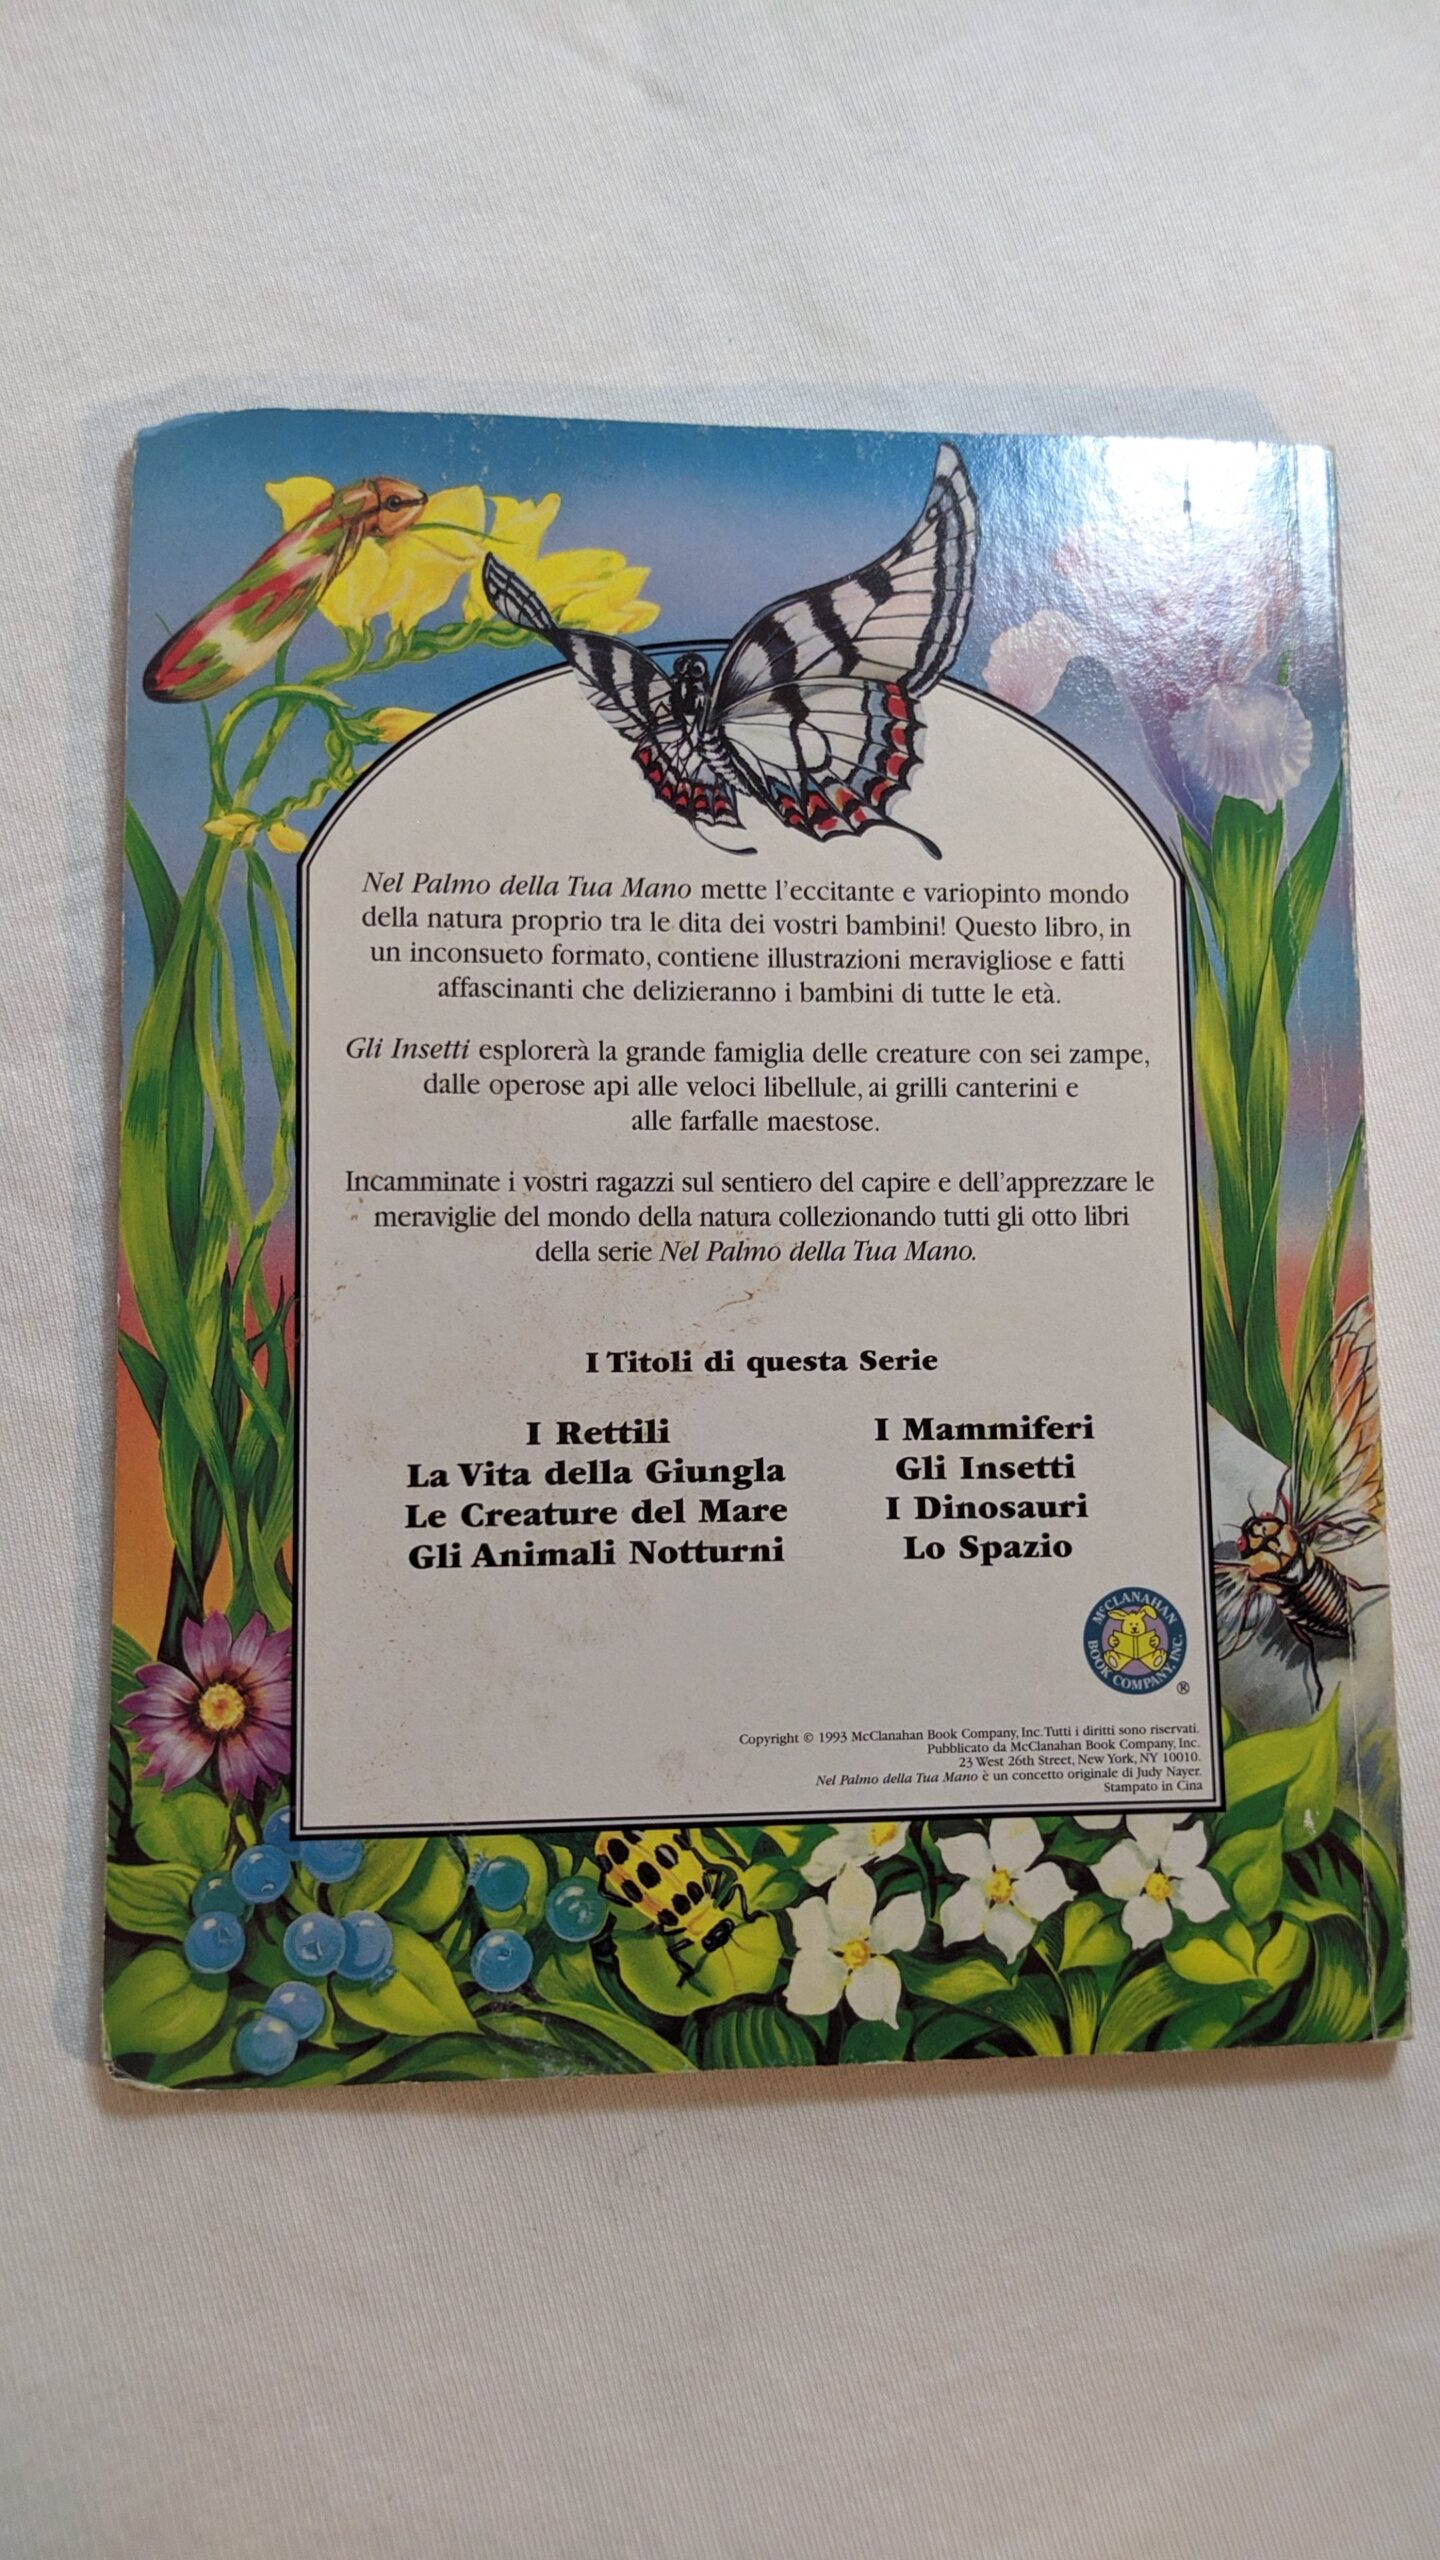 Nel Palmo della Tua Mano mette l'eccitante e variopinto mondo
della natura proprio tra le dita dei vostri bambini! Questo libro, in
un inconsueto formato, contiene illustrazioni meravigliose e fatti
affascinanti che delizieranno i bambini di tutte le età.
Gli Insetti esplorerà la grande famiglia delle creature con sei zampe,
dalle operose api alle veloci libellule, ai grilli canterini e
alle farfalle maestose.
Incamminate i vostri ragazzi sul sentiero del capire e dell'apprezzare le
meraviglie del mondo della natura collezionando tutti gli otto libri
della serie Nel Palmo della Tua Mano.
I Titoli di questa Serie
I Rettili
La Vita della Giungla
Le Creature del Mare
Gli Animali Notturni
I Mammiferi
Gli Insetti
I Dinosauri
Lo Spazio
McCLANAHAN
BOOK COMPANY, INC.
®
Copyright © 1993 McClanahan Book Company, Inc. Tutti i diritti sono riservati.
Pubblicato da McClanahan Book Company, Inc.
23 West 26th Street, New York, NY 10010.
Nel Palmo della Tua Mano è un concetto originale di Judy Nayer.
Stampato in Cina